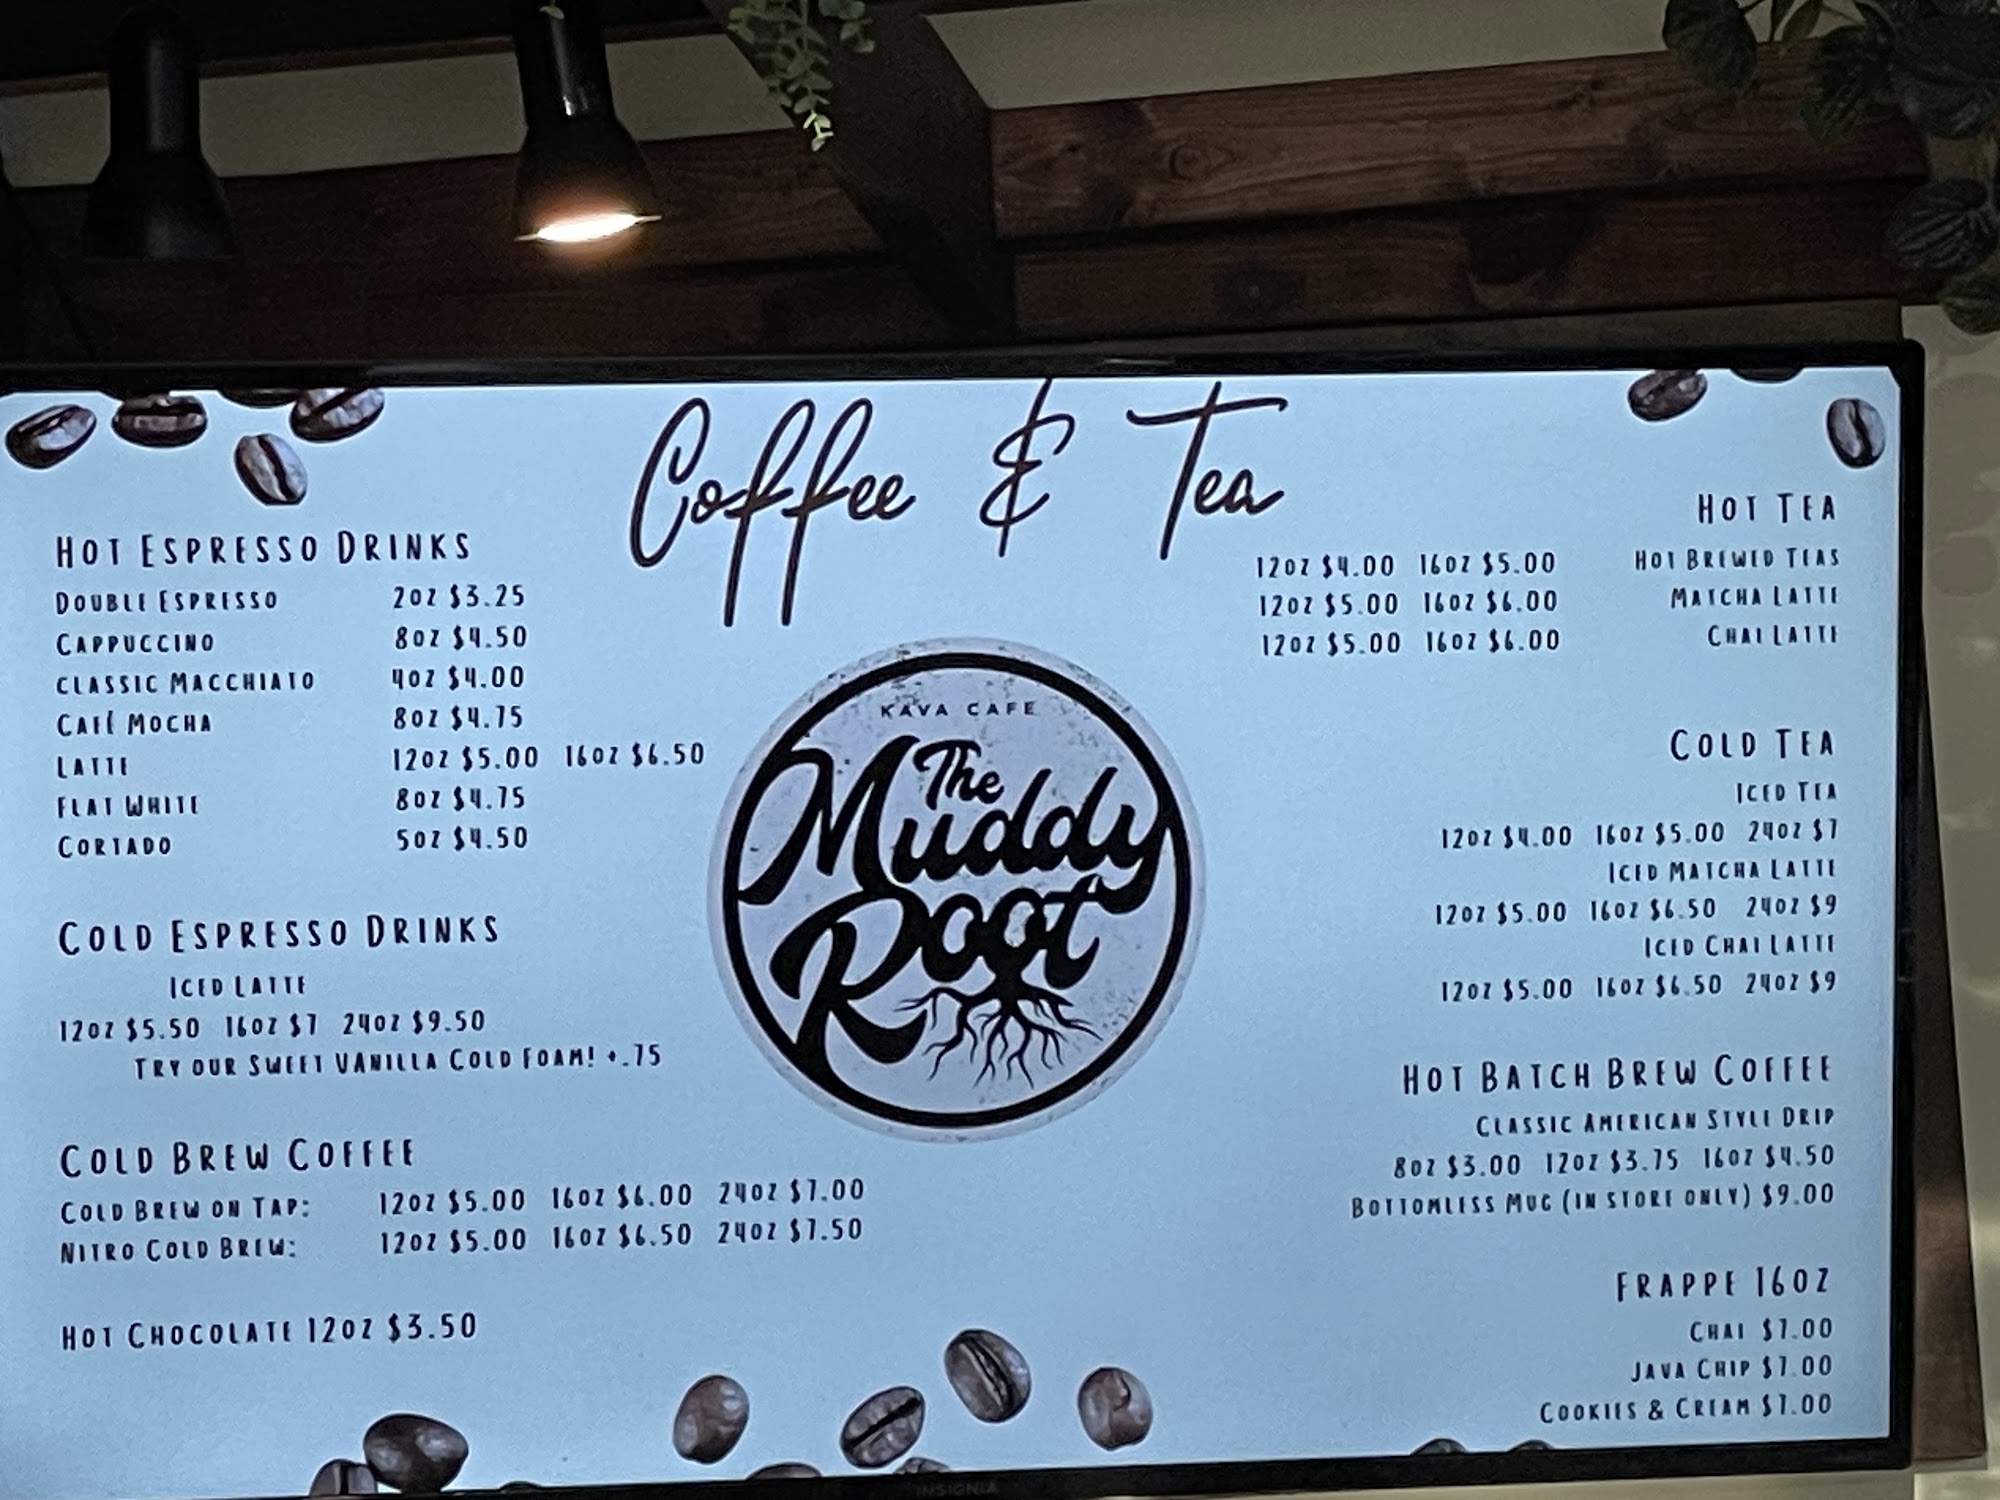 Coffee & Tea
Hot Espresso Drinks
Double Espresso 2oz $3.25
Cappuccino 8oz $4.50
classic Macchiato 4oz $4.00
Café Mocha 8oz $4.75
Latte 12oz $5.00 16oz $6.50
Flat White 8oz $4.75
Cortado 5oz $4.50
Cold Espresso Drinks
Iced Latte
12oz $5.50 16oz $7 24oz $9.50
Try our Sweet Vanilla Cold Foam! +.75
Cold Brew Coffee
Cold Brew on Tap: 12oz $5.00 16oz $6.00 24oz $7.00
Nitro Cold Brew: 12oz $5.00 16oz $6.50 24oz $7.50
Hot Chocolate 12oz $3.50
KAVA CAFE
The
Muddy
Root
Hot Tea
12oz $4.00 16oz $5.00 Hot Brewed Teas
12oz $5.00 16oz $6.00 Matcha Latte
12oz $5.00 16oz $6.00 Chai Latte
Cold Tea
Iced Tea
12oz $4.00 16oz $5.00 24oz $7
Iced Matcha Latte
12oz $5.00 16oz $6.50 24oz $9
Iced Chai Latte
12oz $5.00 16oz $6.50 24oz $9
Hot Batch Brew Coffee
Classic American Style Drip
8oz $3.00 12oz $3.75 16oz $4.50
Bottomless Mug (in store only) $9.00
Frappe 16oz
Chai $7.00
Java Chip $7.00
Cookies & Cream $7.00
INSIGNIA